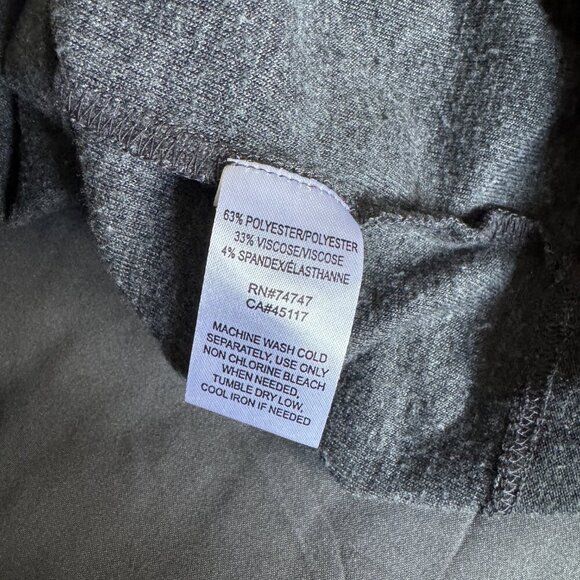 63% POLYESTER/POLYESTER
33% VISCOSE/VISCOSE
4% SPANDEX/ÉLASTHANNE
RN#74747
CA#45117
MACHINE WASH COLD
SEPARATELY, USE ONLY
NON CHLORINE BLEACH
WHEN NEEDED,
TUMBLE DRY LOW,
COOL IRON IF NEEDED